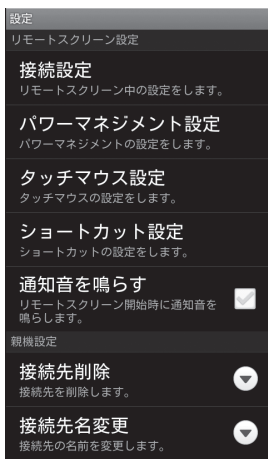 設定
リモートスクリーン設定
接続設定
リモートスクリーン中の設定をします。
パワーマネジメント設定
パワーマネジメントの設定をします。
タッチマウス設定
タッチマウスの設定をします。
ショートカット設定
ショートカットの設定をします。
通知音を鳴らす
リモートスクリーン開始時に通知音を
鳴らします。
親機設定
接続先削除
接続先を削除します。
接続先名変更
接続先の名前を変更します。